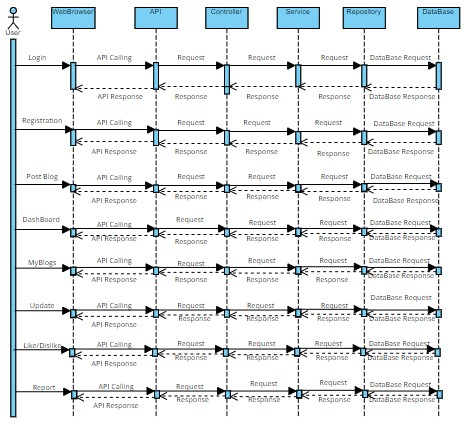 WebBrowser API Controller Service Repository DataBase
User
Login API Calling Request Request Request DataBase Request
API Response Response Response Response DataBase Response
Registration API Calling Request Request Request DataBase Request
API Response Response Response Response DataBase Response
Post Blog API Calling Request Request Request DataBase Request
API Response Response Response Response DataBase Response
DashBoard API Calling Request Request Request DataBase Request
API Response Response Response Response DataBase Response
MyBlogs API Calling Request Request Request DataBase Request
API Response Response Response Response DataBase Response
Update API Calling Request Request Request DataBase Request
API Response Response Response Response DataBase Response
Like/Dislike API Calling Request Request Request DataBase Request
API Response Response Response Response DataBase Response
Report API Calling Request Request Request DataBase Request
API Response Response Response Response DataBase Response